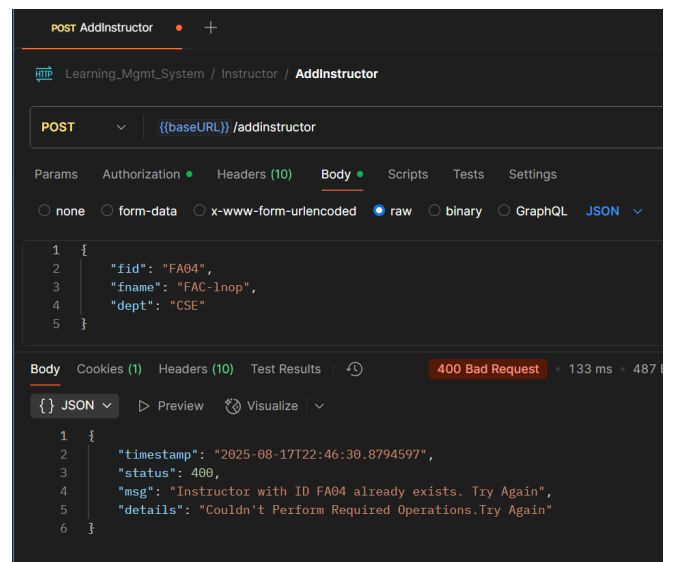 POST AddInstructor
HTTP Learning_Mgmt_System / Instructor / AddInstructor
POST {{baseURL}} /addinstructor
Params Authorization Headers (10) Body Scripts Tests Settings
none form-data x-www-form-urlencoded raw binary GraphQL JSON
1 {
2 "fid": "FA04",
3 "fname": "FAC-lnop",
4 "dept": "CSE"
5 }
Body Cookies (1) Headers (10) Test Results 400 Bad Request 133 ms 487
{} JSON Preview Visualize
1 {
2 "timestamp": "2025-08-17T22:46:30.8794597",
3 "status": 400,
4 "msg": "Instructor with ID FA04 already exists. Try Again",
5 "details": "Couldn't Perform Required Operations.Try Again"
6 }